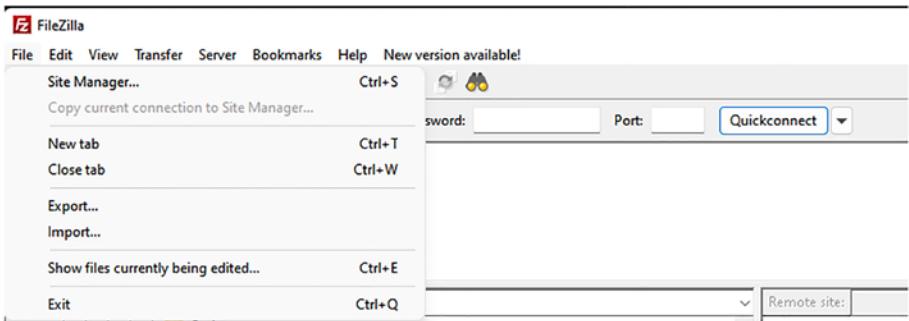 FileZilla
File Edit View Transfer Server Bookmarks Help New version available!
Site Manager... Ctrl+S
Copy current connection to Site Manager...
sword: Port: Quickconnect
New tab Ctrl+T
Close tab Ctrl+W
Export...
Import...
Show files currently being edited... Ctrl+E
Exit Ctrl+Q
Remote site: